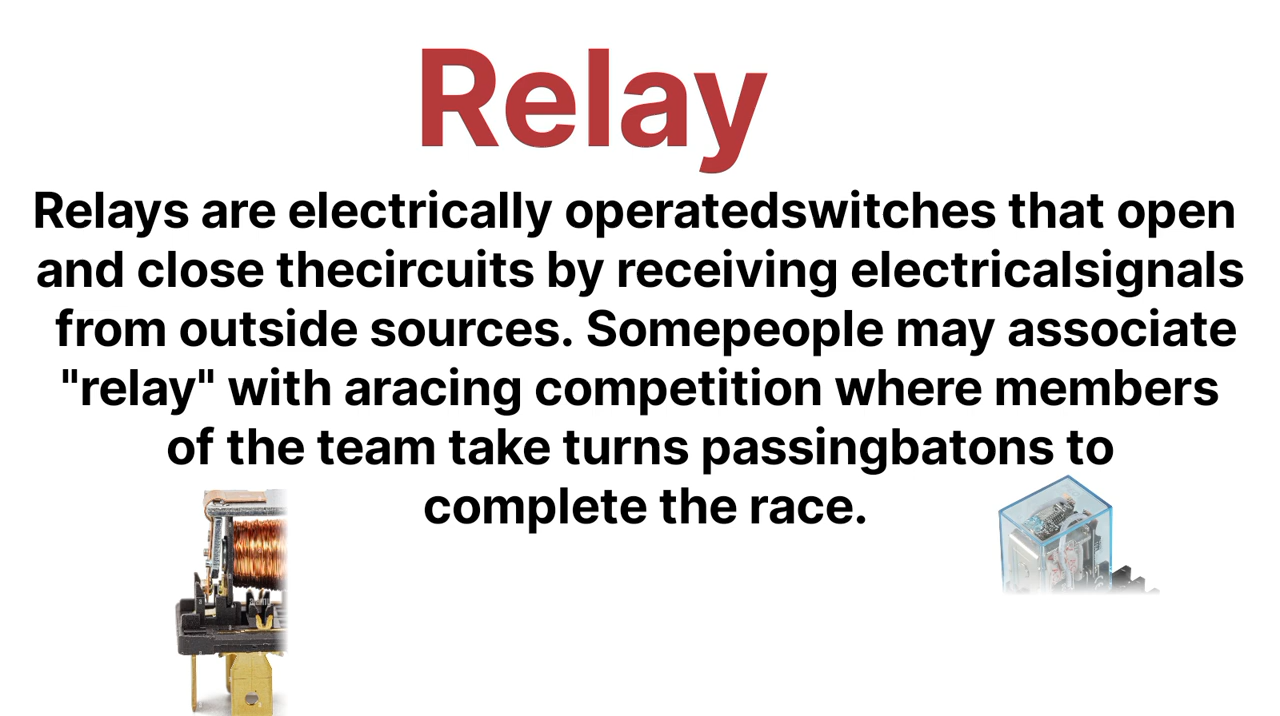 Relay
Relays are electrically operatedswitches that open
and close thecircuits by receiving electricalsignals
from outside sources. Somepeople may associate
"relay" with aracing competition where members
of the team take turns passingbatons to
complete the race.